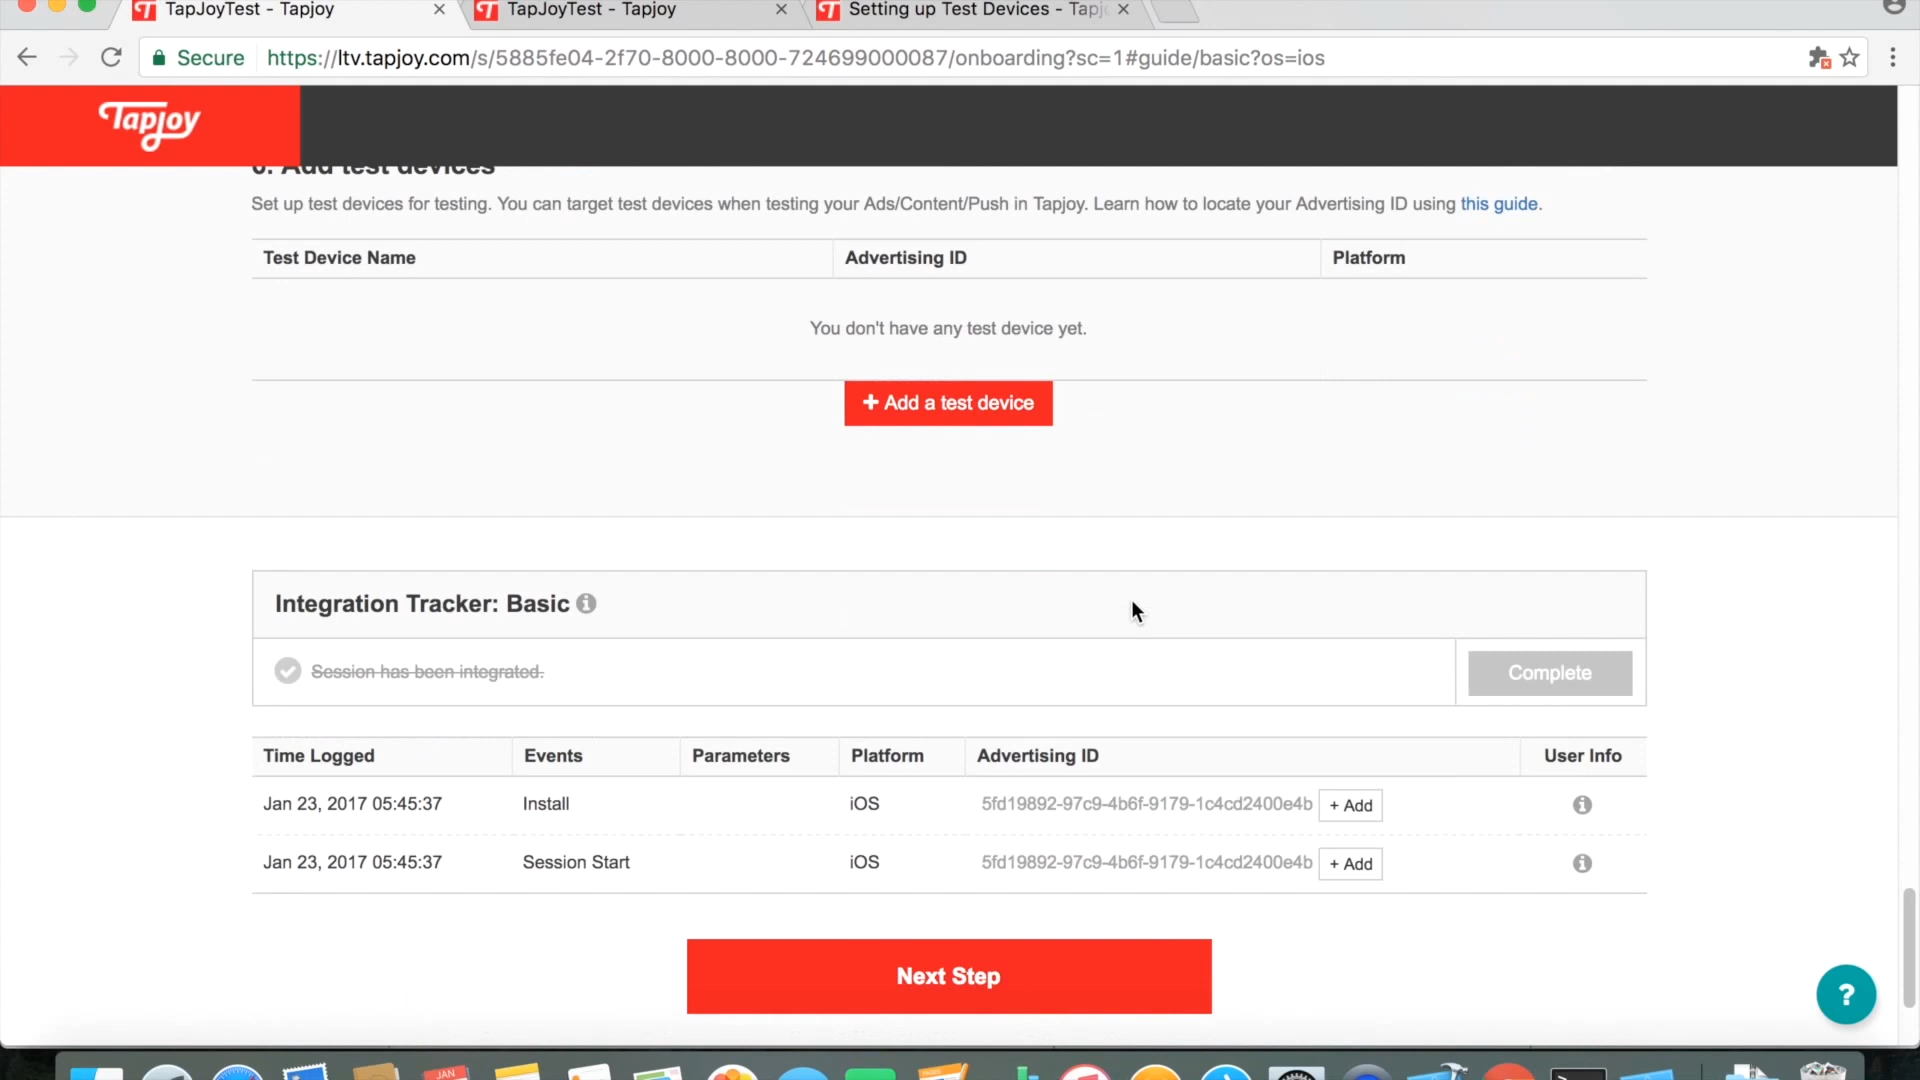 TapJoyTest - Tapjoy
TapJoyTest - Tapjoy
Setting up Test Devices - Tapj
Secure
https://ltv.tapjoy.com/s/5885fe04-2f70-8000-8000-724699000087/onboarding?sc=1#guide/basic?os=ios
Tapjoy
Add test devices
Set up test devices for testing. You can target test devices when testing your Ads/Content/Push in Tapjoy. Learn how to locate your Advertising ID using this guide.
Test Device Name Advertising ID Platform
You don't have any test device yet.
+ Add a test device
Integration Tracker: Basic
Session has been integrated.
Complete
Time Logged Events Parameters Platform Advertising ID User Info
Jan 23, 2017 05:45:37 Install iOS 5fd19892-97c9-4b6f-9179-1c4cd2400e4b + Add
Jan 23, 2017 05:45:37 Session Start iOS 5fd19892-97c9-4b6f-9179-1c4cd2400e4b + Add
Next Step
?
JAN